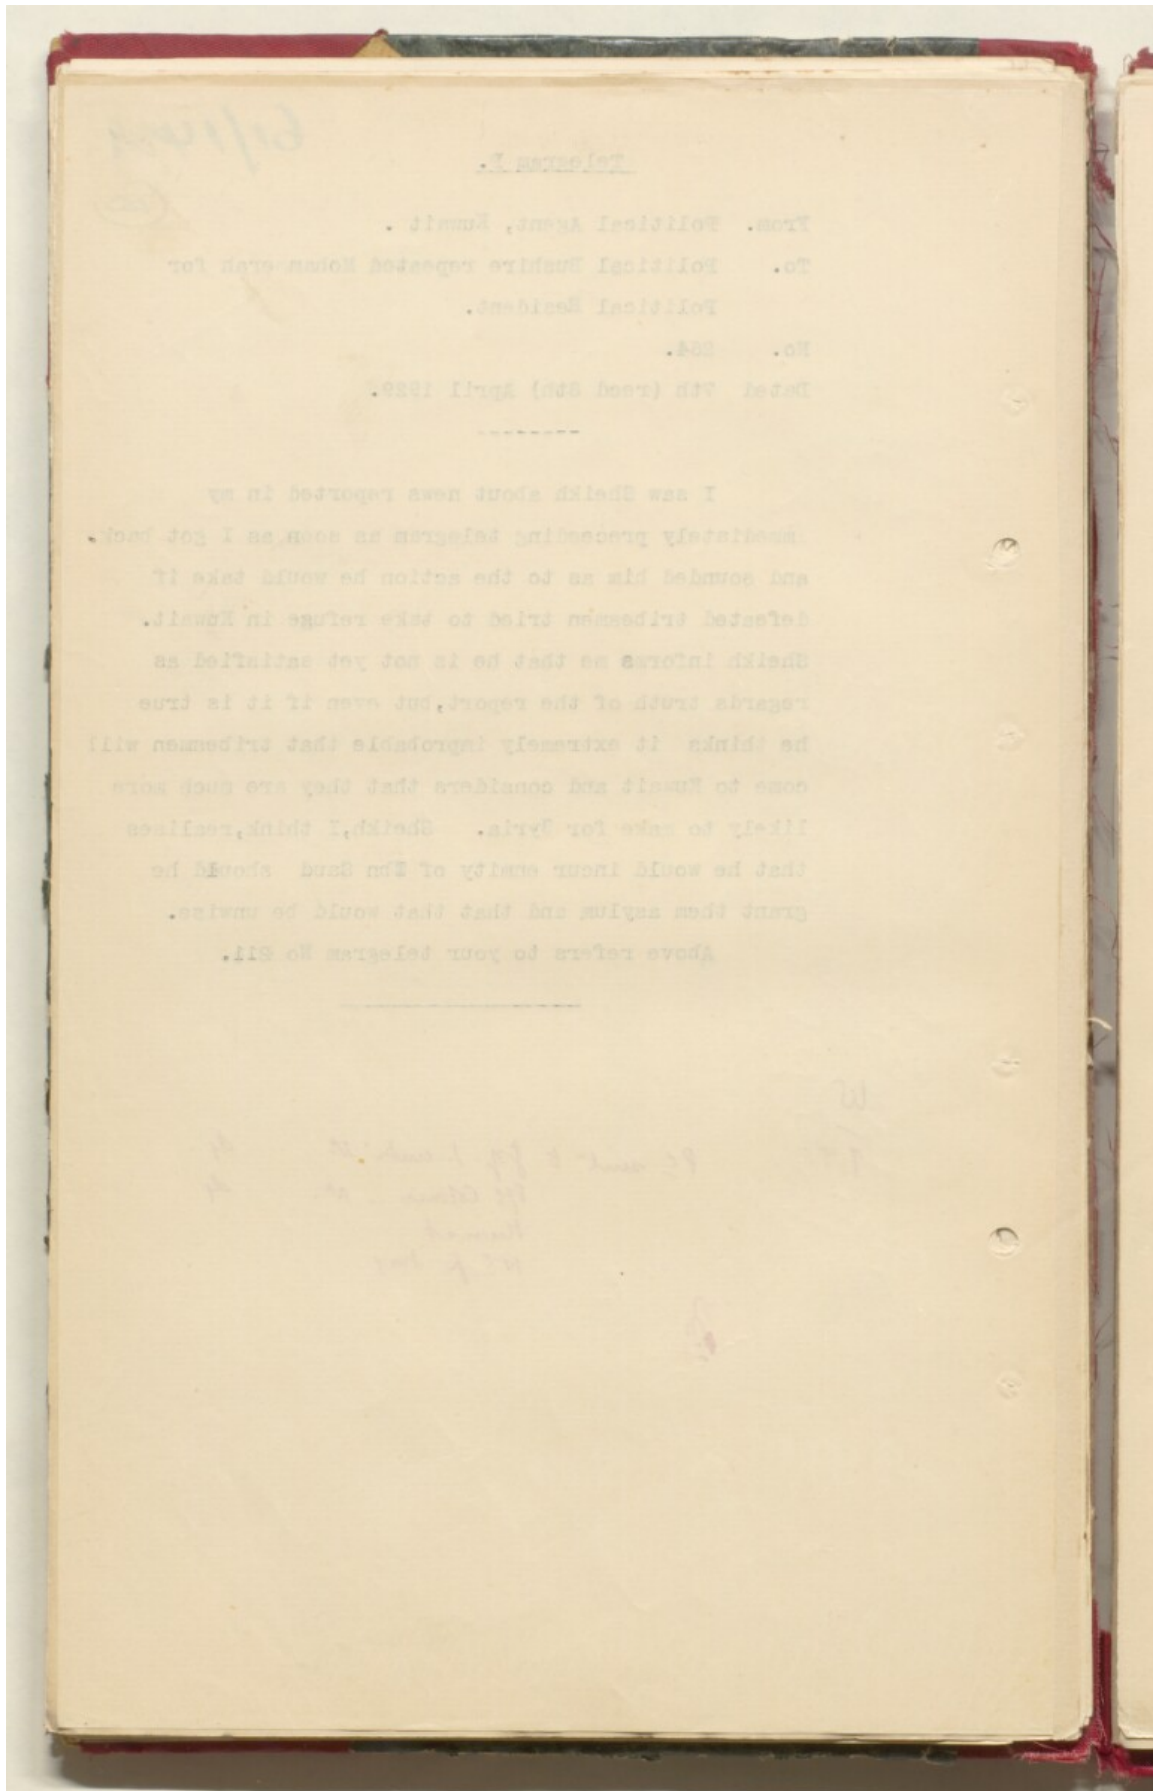 Telegram P.
From. Political Agent, Kuwait .
To. Political Bushire repeated Moham erah for
Political Resident.
No. 264.
Dated 7th (recd 8th) April 1929.
-------
I saw Sheikh about news reported in my
immediately preceeding telegram as soon as I got back.
and sounded him as to the action he would take if
defeated tribesmen tried to take refuge in Kuwait.
Sheikh informs me that he is not yet satisfied as
regards truth of the report,but even if it is true
he thinks it extremely improbable that tribesmen will
come to Kuwait and considers that they are much more
likely to make for Syria. Sheikh,I think,realises
that he would incur enmity of Ibn Saud should he
grant them asylum and that that would be unwise.
Above refers to your telegram No 211.